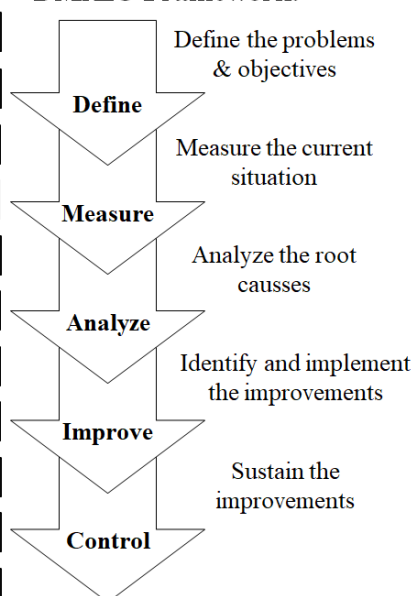 Define the problems
& objectives
Define
Measure the current
situation
Measure
Analyze the root
causses
Analyze
Identify and implement
the improvements
Improve
Sustain the
improvements
Control